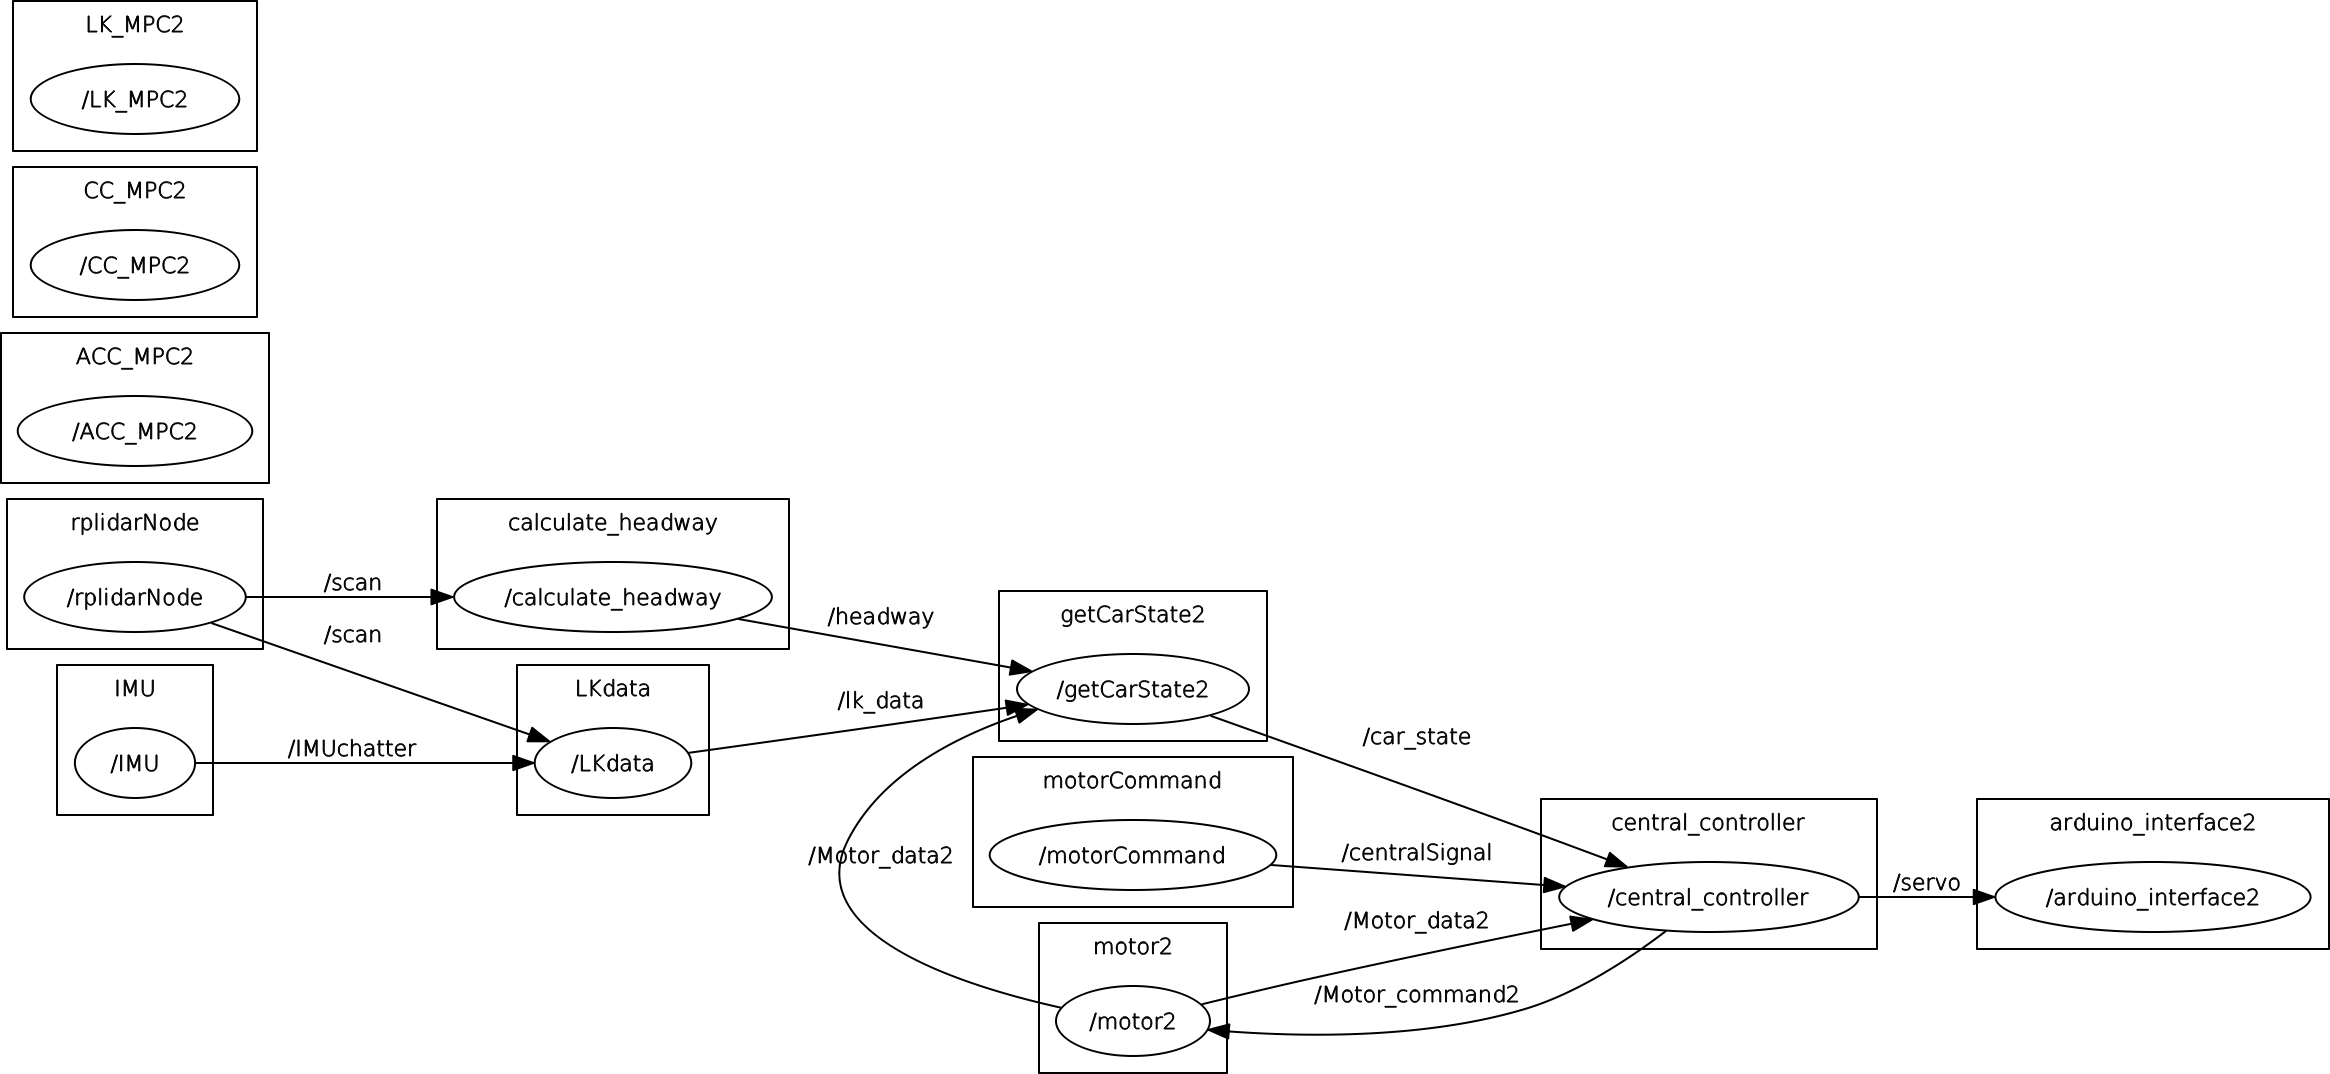 LK_MPC2
/LK_MPC2
CC_MPC2
/CC_MPC2
ACC_MPC2
/ACC_MPC2
rplidarNode
/rplidarNode
/scan
/scan
calculate_headway
/calculate_headway
IMU
/IMU
/IMUchatter
LKdata
/LKdata
/headway
/lk_data
getCarState2
/getCarState2
/Motor_data2
motorCommand
/motorCommand
motor2
/motor2
/car_state
/centralSignal
/Motor_data2
/Motor_command2
central_controller
/central_controller
/servo
arduino_interface2
/arduino_interface2